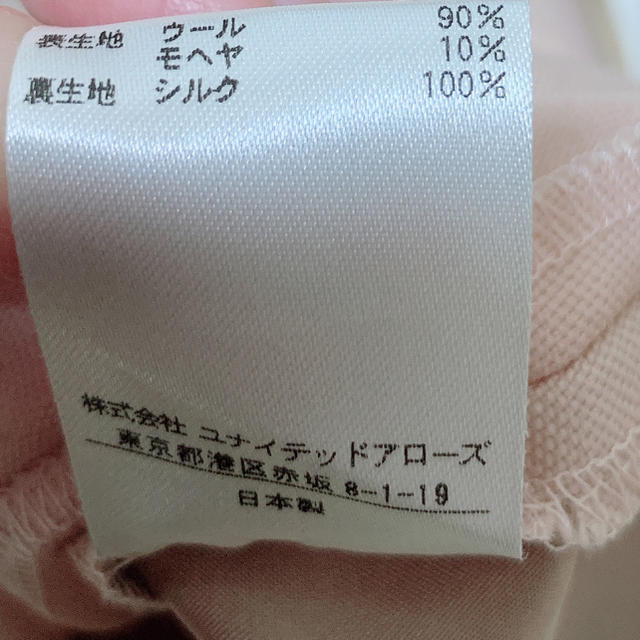 表生地 ウール 90%
モヘヤ 10%
裏生地 シルク 100%
株式会社 ユナイテッドアローズ
東京都港区赤坂 8-1-19
日本製